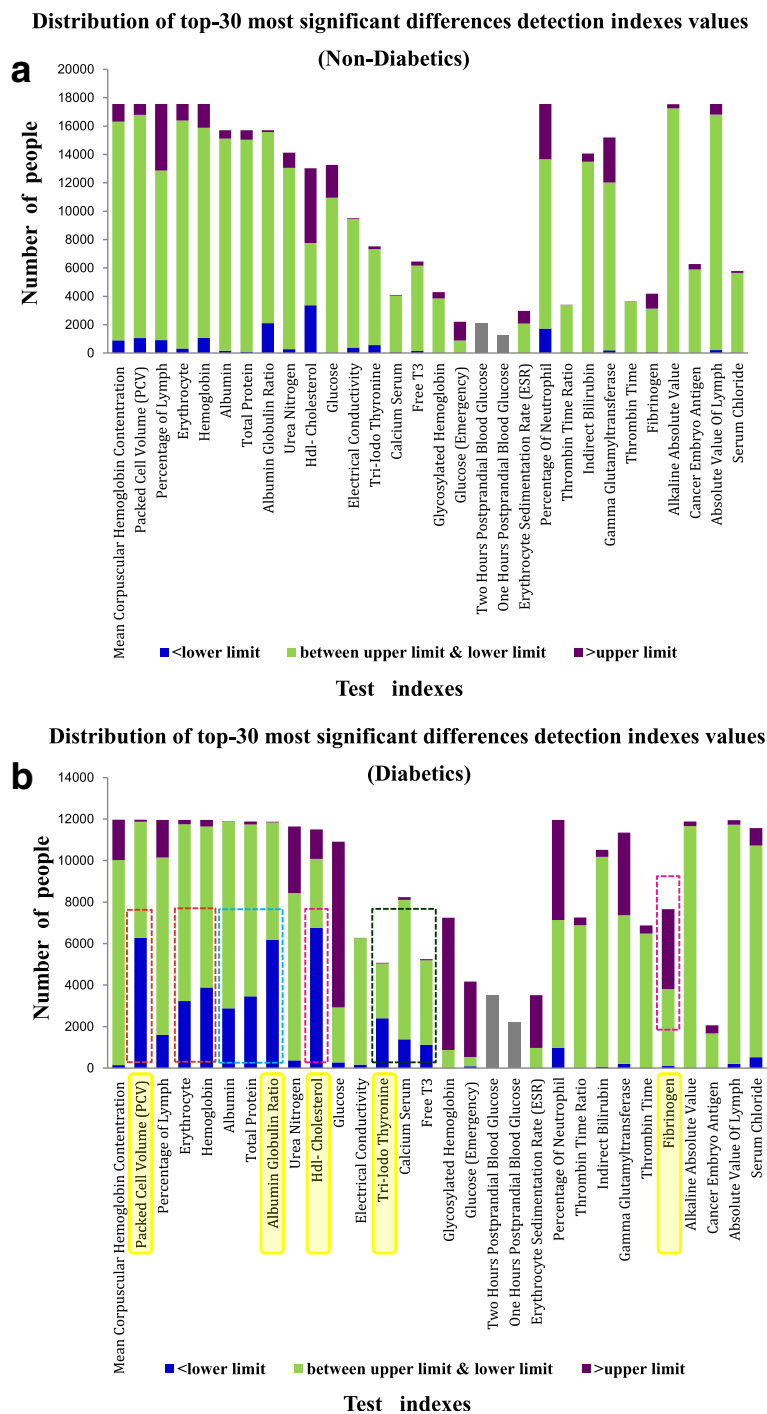 Distribution of top-30 most significant differences detection indexes values
a
(Non-Diabetics)
20000
18000
16000
14000
12000
10000
8000
6000
4000
2000
0
Number of people
Mean Corpuscular Hemoglobin Contentration
Packed Cell Volume (PCV)
Percentage of Lymph
Erythrocyte
Hemoglobin
Albumin
Total Protein
Albumin Globulin Ratio
Urea Nitrogen
Hdl- Cholesterol
Glucose
Electrical Conductivity
Tri-Iodo Thyronine
Calcium Serum
Free T3
Glycosylated Hemoglobin
Glucose (Emergency)
Two Hours Postprandial Blood Glucose
One Hours Postprandial Blood Glucose
Erythrocyte Sedimentation Rate (ESR)
Percentage Of Neutrophil
Thrombin Time Ratio
Indirect Bilirubin
Gamma Glutamyltransferase
Thrombin Time
Fibrinogen
Alkaline Absolute Value
Cancer Embryo Antigen
Absolute Value Of Lymph
Serum Chloride
<lower limit
between upper limit & lower limit
>upper limit
Test indexes
Distribution of top-30 most significant differences detection indexes values
b
(Diabetics)
14000
12000
10000
8000
6000
4000
2000
0
Number of people
Mean Corpuscular Hemoglobin Contentration
Packed Cell Volume (PCV)
Percentage of Lymph
Erythrocyte
Hemoglobin
Albumin
Total Protein
Albumin Globulin Ratio
Urea Nitrogen
Hdl- Cholesterol
Glucose
Electrical Conductivity
Tri-Iodo Thyronine
Calcium Serum
Free T3
Glycosylated Hemoglobin
Glucose (Emergency)
Two Hours Postprandial Blood Glucose
One Hours Postprandial Blood Glucose
Erythrocyte Sedimentation Rate (ESR)
Percentage Of Neutrophil
Thrombin Time Ratio
Indirect Bilirubin
Gamma Glutamyltransferase
Thrombin Time
Fibrinogen
Alkaline Absolute Value
Cancer Embryo Antigen
Absolute Value Of Lymph
Serum Chloride
<lower limit
between upper limit & lower limit
>upper limit
Test indexes